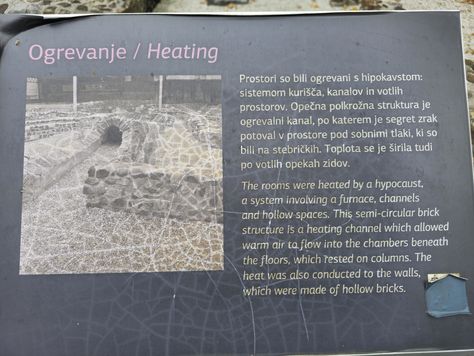 Ogrevanje / Heating
Prostori so bili ogrevani s hipokavstom:
sistemom kurišča, kanalov in votlih
prostorov. Opečna polkrožna struktura je
ogrevalni kanal, po katerem je segret zrak
potoval v prostore pod sobnimi tlaki, ki so
bili na stebričkih. Toplota se je širila tudi
po votlih opekah zidov.
The rooms were heated by a hypocaust,
a system involving a furnace, channels
and hollow spaces. This semi-circular brick
structure is a heating channel which allowed
warm air to flow into the chambers beneath
the floors, which rested on columns. The
heat was also conducted to the walls,
which were made of hollow bricks.